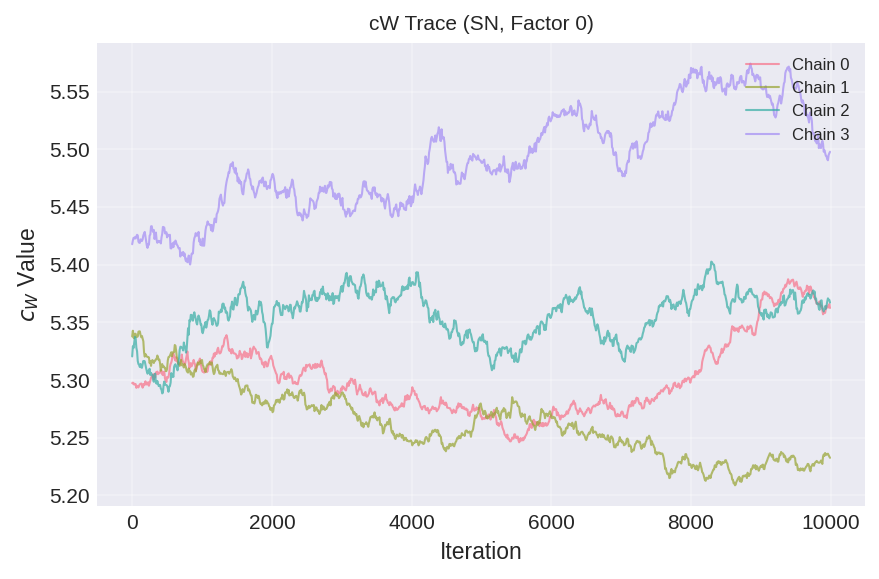 cW Trace (SN, Factor 0)
Chain 0
Chain 1
Chain 2
Chain 3
5.55
5.50
5.45
5.40
5.35
5.30
5.25
5.20
c_W Value
0 2000 4000 6000 8000 10000
Iteration